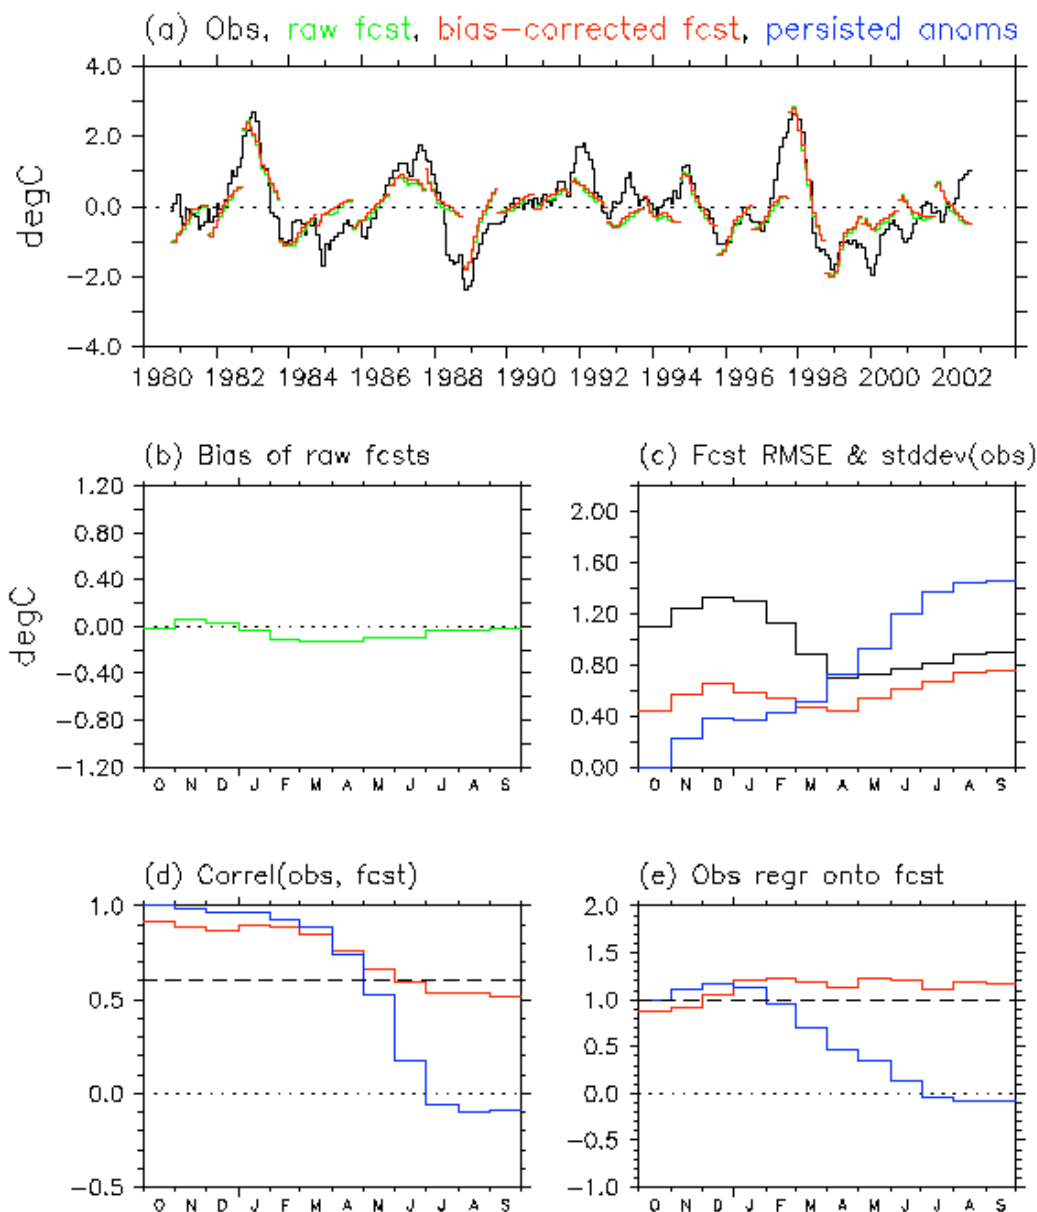 (a) Obs, raw fcst, bias-corrected fcst, persisted anoms
4.0
2.0
0.0
-2.0
-4.0
degC
1980 1982 1984 1986 1988 1990 1992 1994 1996 1998 2000 2002
(b) Bias of raw fcsts
1.20
0.80
0.40
0.00
-0.40
-0.80
-1.20
degC
O N D J F M A M J J A S
(c) Fcst RMSE & stddev(obs)
2.00
1.60
1.20
0.80
0.40
0.00
O N D J F M A M J J A S
(d) Correl(obs, fcst)
1.0
0.5
0.0
-0.5
O N D J F M A M J J A S
(e) Obs regr onto fcst
2.0
1.5
1.0
0.5
0.0
-0.5
-1.0
O N D J F M A M J J A S